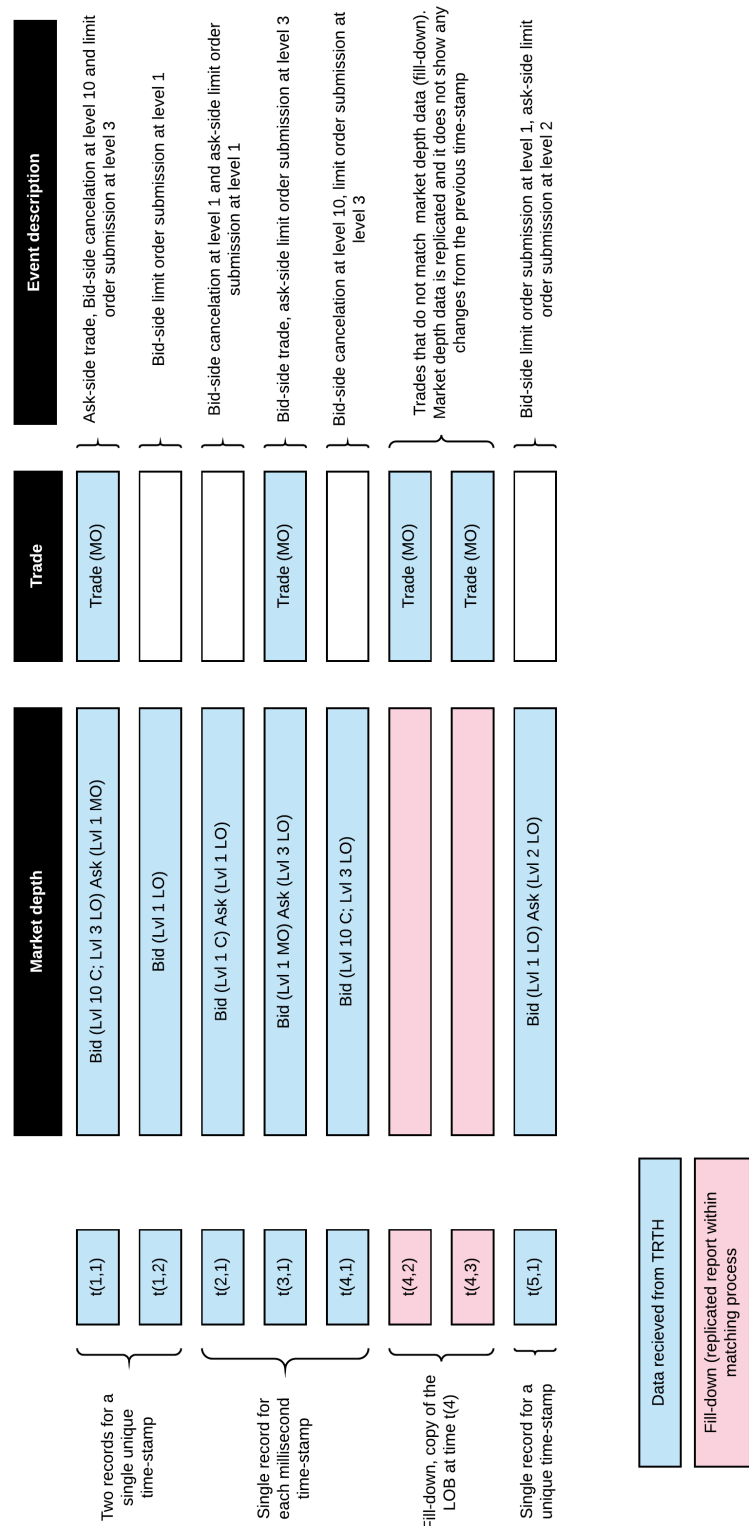 Market depth
Trade
Event description
Two records for a
single unique
time-stamp
t(1,1)
Bid (Lvl 10 C; Lvl 3 LO) Ask (Lvl 1 MO)
Trade (MO)
Ask-side trade, Bid-side cancelation at level 10 and limit
order submission at level 3
t(1,2)
Bid (Lvl 1 LO)
Bid-side limit order submission at level 1
Single record for
each millisecond
time-stamp
t(2,1)
Bid (Lvl 1 C) Ask (Lvl 1 LO)
Bid-side cancelation at level 1 and ask-side limit order
submission at level 1
t(3,1)
Bid (Lvl 1 MO) Ask (Lvl 3 LO)
Trade (MO)
Bid-side trade, ask-side limit order submission at level 3
t(4,1)
Bid (Lvl 10 C; Lvl 3 LO)
Bid-side cancelation at level 10, limit order submission at
level 3
Fill-down, copy of the
LOB at time t(4)
t(4,2)
Trade (MO)
t(4,3)
Trade (MO)
Trades that do not match market depth data (fill-down).
Market depth data is replicated and it does not show any
changes from the previous time-stamp
Single record for a
unique time-stamp
t(5,1)
Bid (Lvl 1 LO) Ask (Lvl 2 LO)
Bid-side limit order submission at level 1, ask-side limit
order submission at level 2
Data recieved from TRTH
Fill-down (replicated report within
matching process